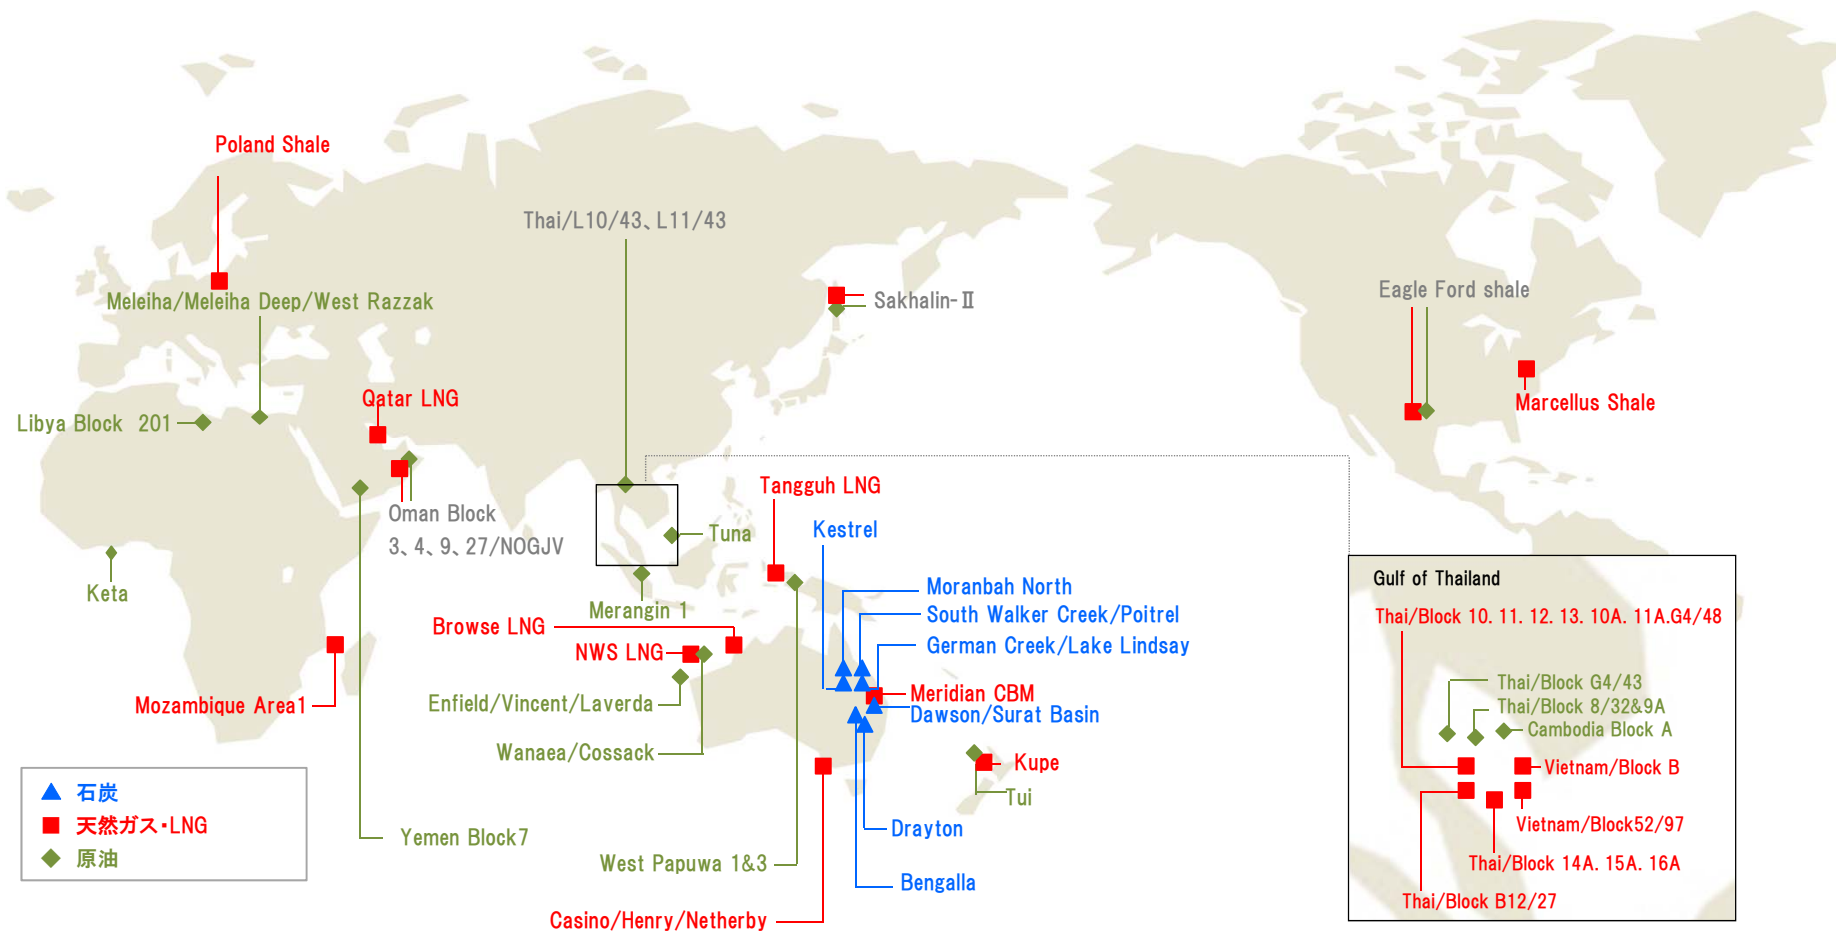 Poland Shale
Thai/L10/43、L11/43
Meleiha/Meleiha Deep/West Razzak
Sakhalin-Ⅱ
Eagle Ford shale
Qatar LNG
Marcellus Shale
Libya Block 201
Tangguh LNG
Oman Block
3、4、9、27/NOGJV
Kestrel
Tuna
Keta
Merangin 1
Moranbah North
South Walker Creek/Poitrel
German Creek/Lake Lindsay
Browse LNG
NWS LNG
Meridian CBM
Dawson/Surat Basin
Enfield/Vincent/Laverda
Mozambique Area1
Wanaea/Cossack
Kupe
Tui
Yemen Block7
Drayton
West Papuwa 1&3
Bengalla
Casino/Henry/Netherby
石炭
天然ガス・LNG
原油
Gulf of Thailand
Thai/Block 10. 11. 12. 13. 10A. 11A.G4/48
Thai/Block G4/43
Thai/Block 8/32&9A
Cambodia Block A
Vietnam/Block B
Vietnam/Block52/97
Thai/Block 14A. 15A. 16A
Thai/Block B12/27